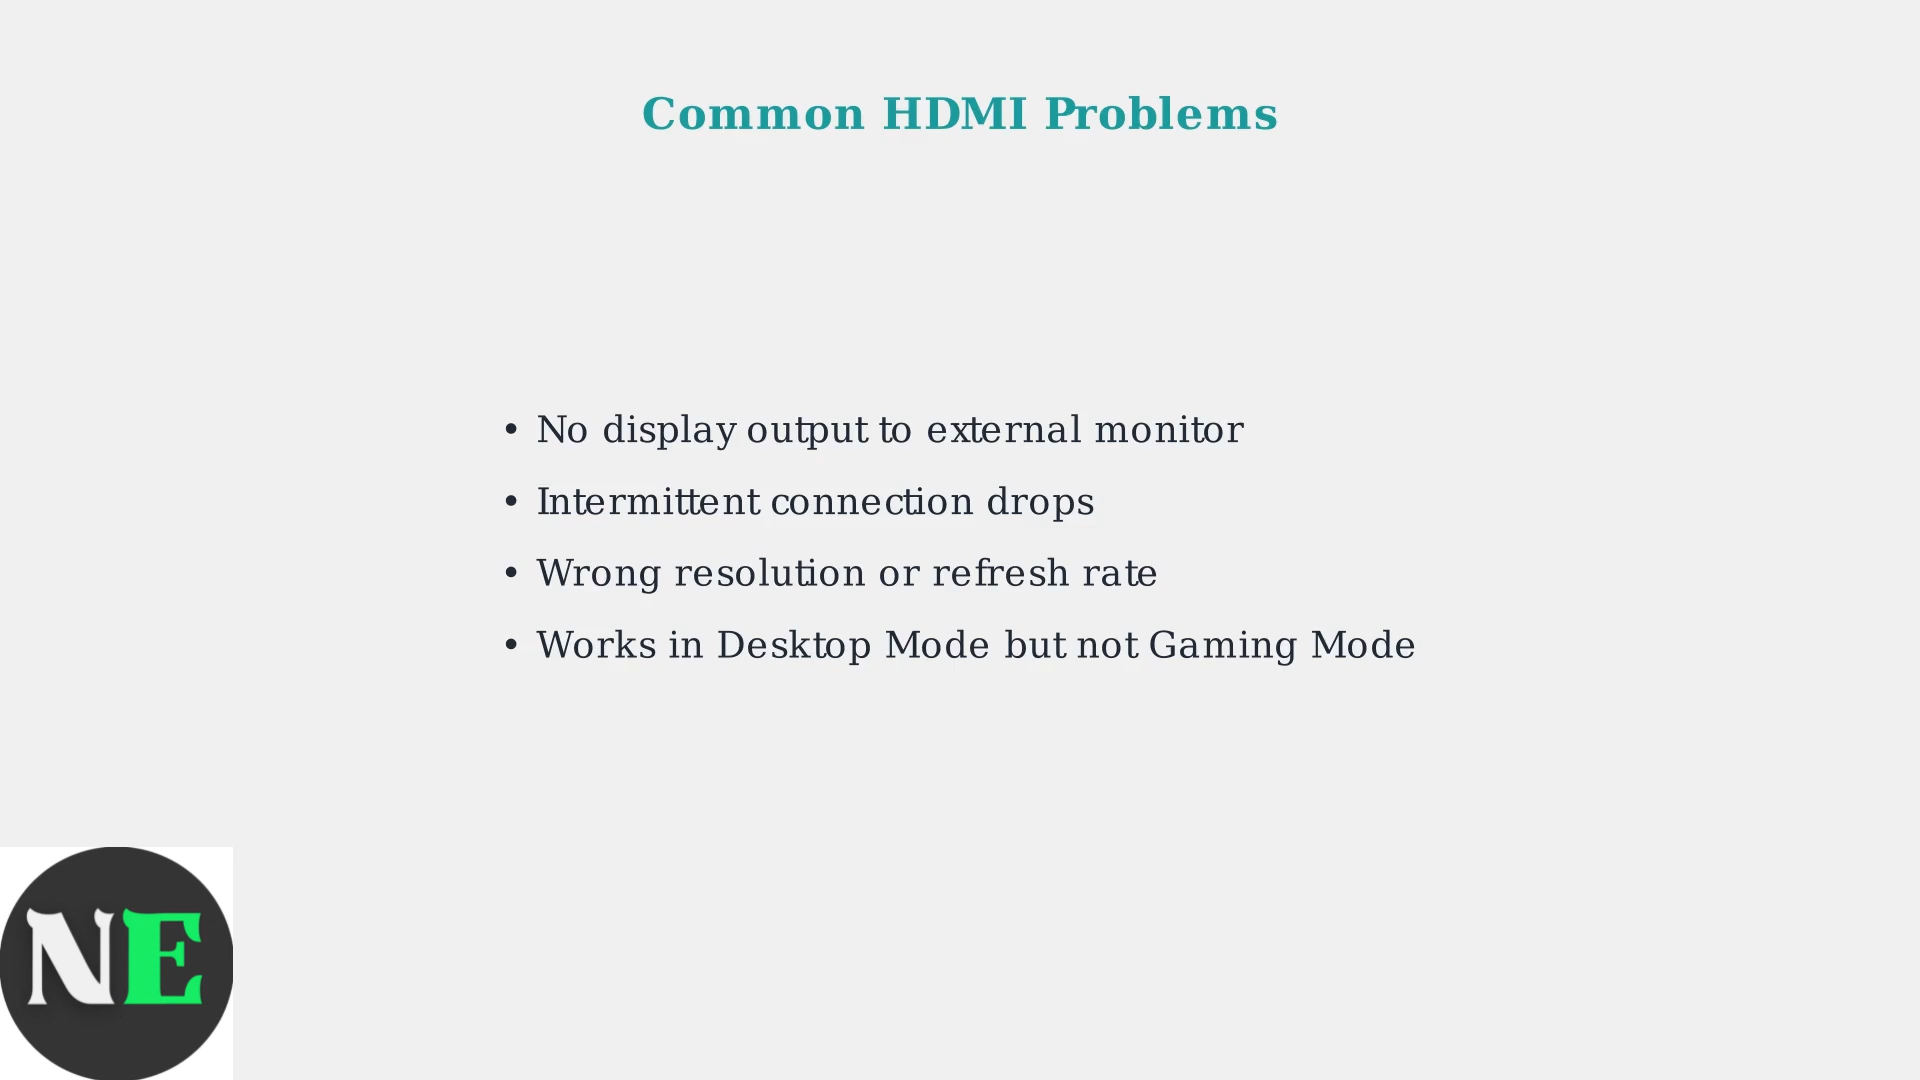 Common HDMI Problems
• No display output to external monitor
• Intermittent connection drops
• Wrong resolution or refresh rate
• Works in Desktop Mode but not Gaming Mode
NE